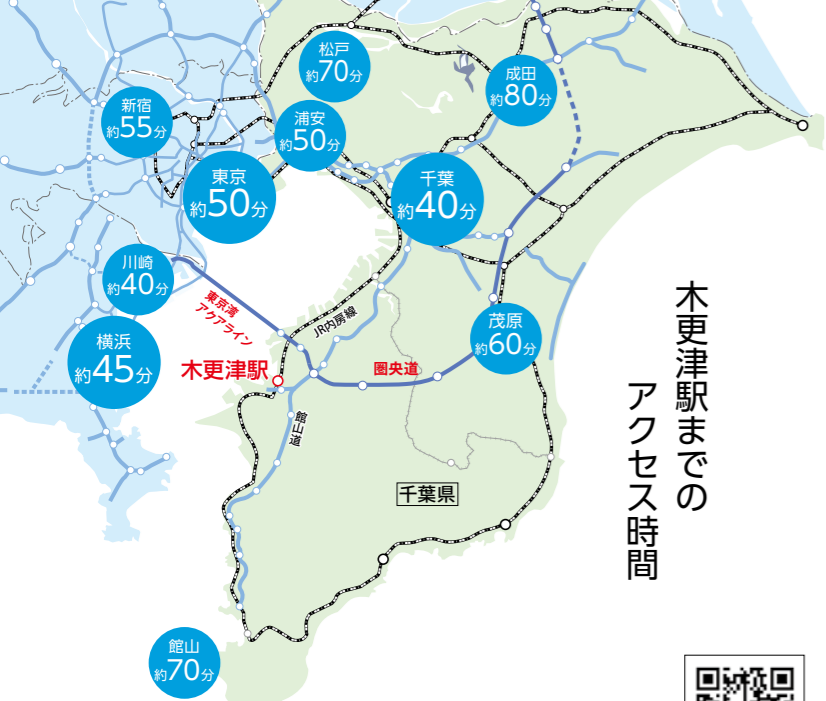 木更津駅までの
アクセス時間
松戸
約70分
成田
約80分
新宿
約55分
浦安
約50分
東京
約50分
千葉
約40分
川崎
約40分
東京湾
アクアライン
JR内房線
横浜
約45分
木更津駅
圏央道
茂原
約60分
館山道
千葉県
館山
約70分